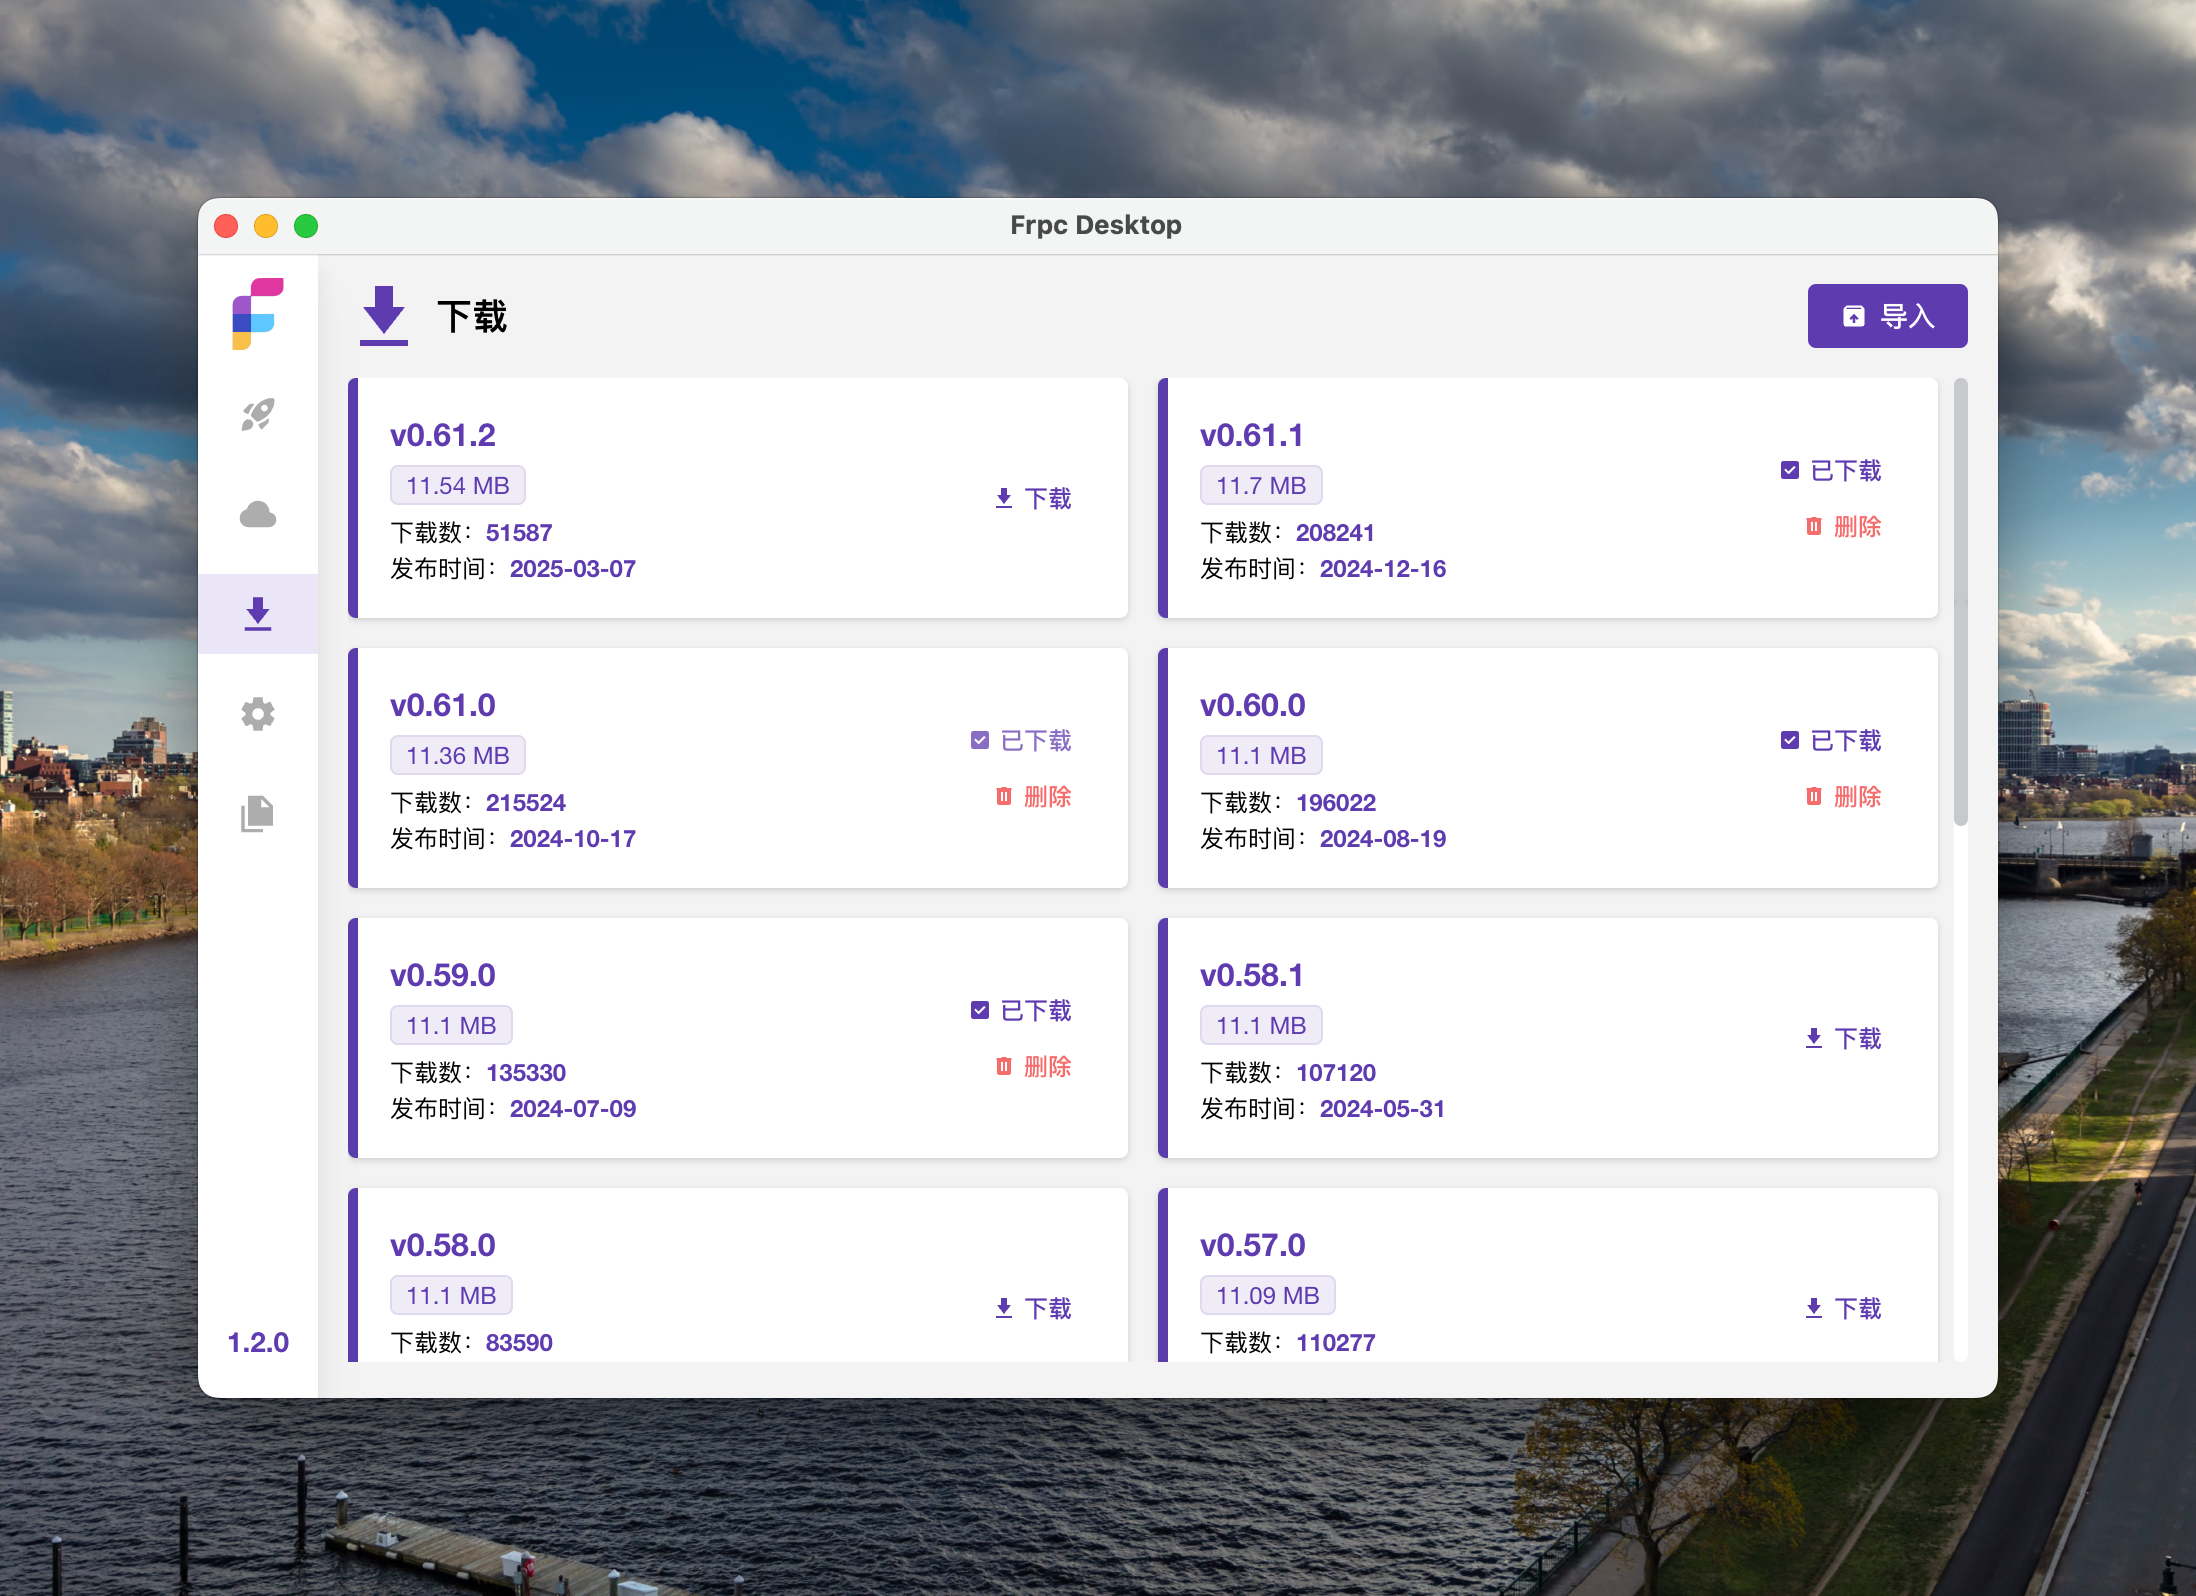 Frpc Desktop
下载
导入
v0.61.2
11.54 MB
下载数：51587
发布时间：2025-03-07
下载
v0.61.1
11.7 MB
下载数：208241
发布时间：2024-12-16
已下载
删除
v0.61.0
11.36 MB
下载数：215524
发布时间：2024-10-17
已下载
删除
v0.60.0
11.1 MB
下载数：196022
发布时间：2024-08-19
已下载
删除
v0.59.0
11.1 MB
下载数：135330
发布时间：2024-07-09
已下载
删除
v0.58.1
11.1 MB
下载数：107120
发布时间：2024-05-31
下载
v0.58.0
11.1 MB
下载数：83590
下载
v0.57.0
11.09 MB
下载数：110277
下载
1.2.0